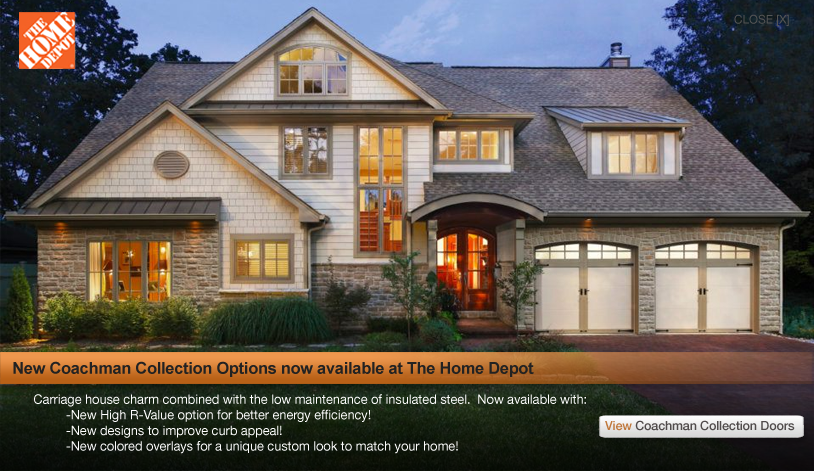 THE
HOME
DEPOT
CLOSE [X]
New Coachman Collection Options now available at The Home Depot
Carriage house charm combined with the low maintenance of insulated steel.  Now available with:
-New High R-Value option for better energy efficiency!
-New designs to improve curb appeal!
-New colored overlays for a unique custom look to match your home!
View Coachman Collection Doors